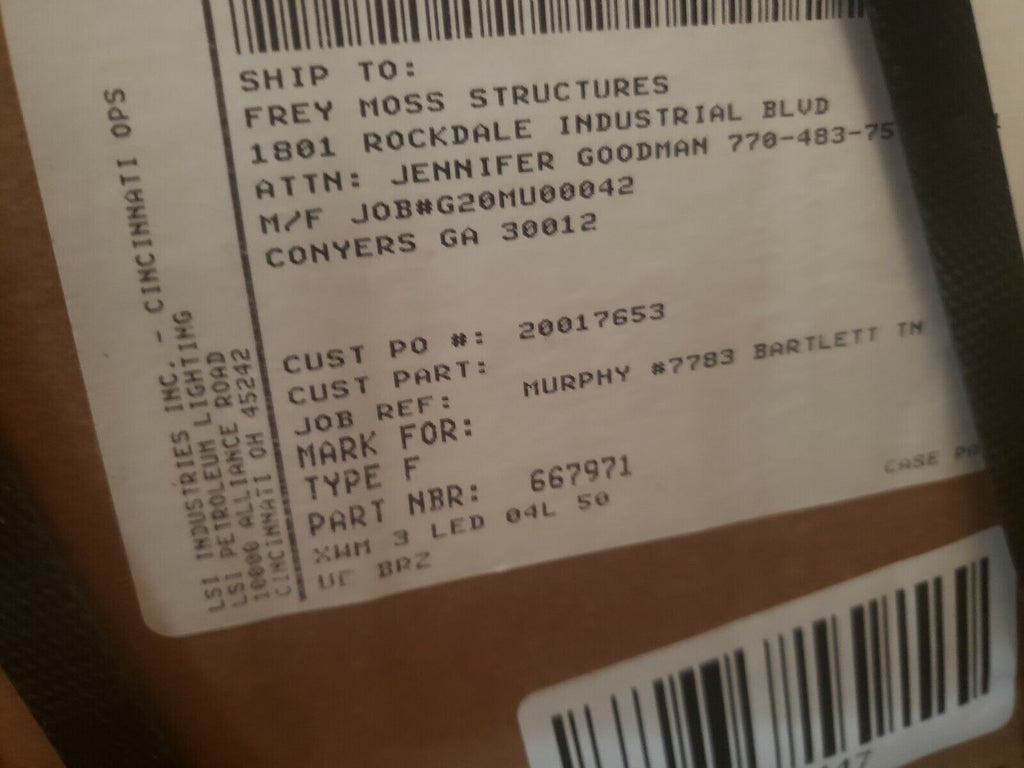 SHIP TO:
FREY MOSS STRUCTURES
1801 ROCKDALE INDUSTRIAL BLVD
ATTN: JENNIFER GOODMAN 770-483-75
M/F JOB#G20MU00042
CONYERS GA 30012
CUST PO #: 20017653
CUST PART:
JOB REF: MURPHY #7783 BARTLETT TN
MARK FOR:
TYPE F
PART NBR: 667971
XWM 3 LED 04L 50
UE BRZ
CASE
LSI INDUSTRIES INC. - CINCINNATI OPS
LSI PETROLEUM LIGHTING
10000 ALLIANCE ROAD
CINCINNATI OH 45242